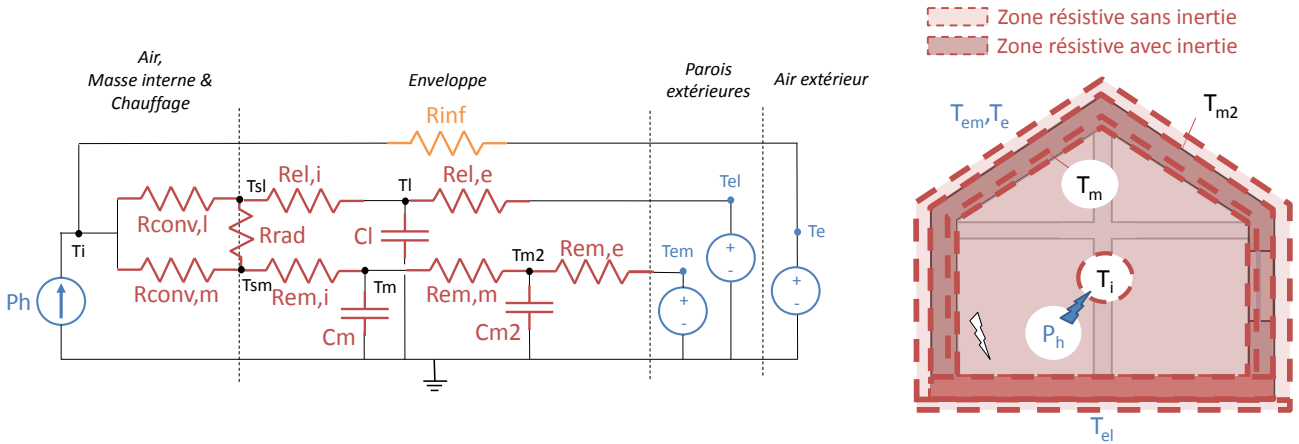 Air,
Masse interne &
Chauffage
Enveloppe
Parois
extérieures
Air extérieur
Rinf
Tsl
Rel,i
Tl
Rel,e
Tel
Rconv,l
Rrad
Cl
Ti
Te
Tm2
Rem,e
Tem
+
-
Rconv,m
Tsm
Rem,i
Tm
Rem,m
+
-
+
-
Ph
Cm
Cm2
Zone résistive sans inertie
Zone résistive avec inertie
Tem,Te
Tm2
Tm
Ti
Ph
Tel